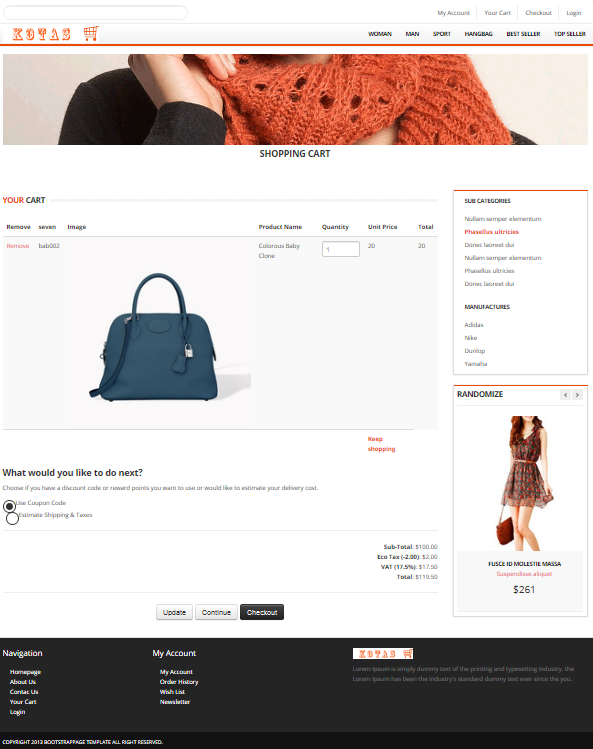 My Account
Your Cart
Checkout
Login
KOTAS
WOMAN
MAN
SPORT
HANGBAG
BEST SELLER
TOP SELLER
SHOPPING CART
YOUR CART
Remove seven Image Product Name Quantity Unit Price Total
Remove bab002 Colorous Baby 1 20 20
Clone
Keep
shopping
What would you like to do next?
Choose if you have a discount code or reward points you want to use or would like to estimate your delivery cost.
Use Coupon Code
Estimate Shipping & Taxes
Sub-Total: $100.00
Eco Tax (-2.00): $2.00
VAT (17.5%): $17.50
Total: $119.50
Update
Continue
Checkout
SUB CATEGORIES
Nullam semper elementum
Phasellus ultricies
Donec laoreet dui
Nullam semper elementum
Phasellus ultricies
Donec laoreet dui
MANUFACTURES
Adidas
Nike
Dunlop
Yamaha
RANDOMIZE
FUSCE ID MOLESTIE MASSA
Suspendisse aliquet
$261
Navigation
Homepage
About Us
Contac Us
Your Cart
Login
My Account
My Account
Order History
Wish List
Newsletter
KOTAS
Lorem Ipsum is simply dummy text of the printing and typesetting industry. the
Lorem Ipsum has been the industry's standard dummy text ever since the you.
COPYRIGHT 2013 BOOTSTRAPPAGE TEMPLATE ALL RIGHT RESERVED.